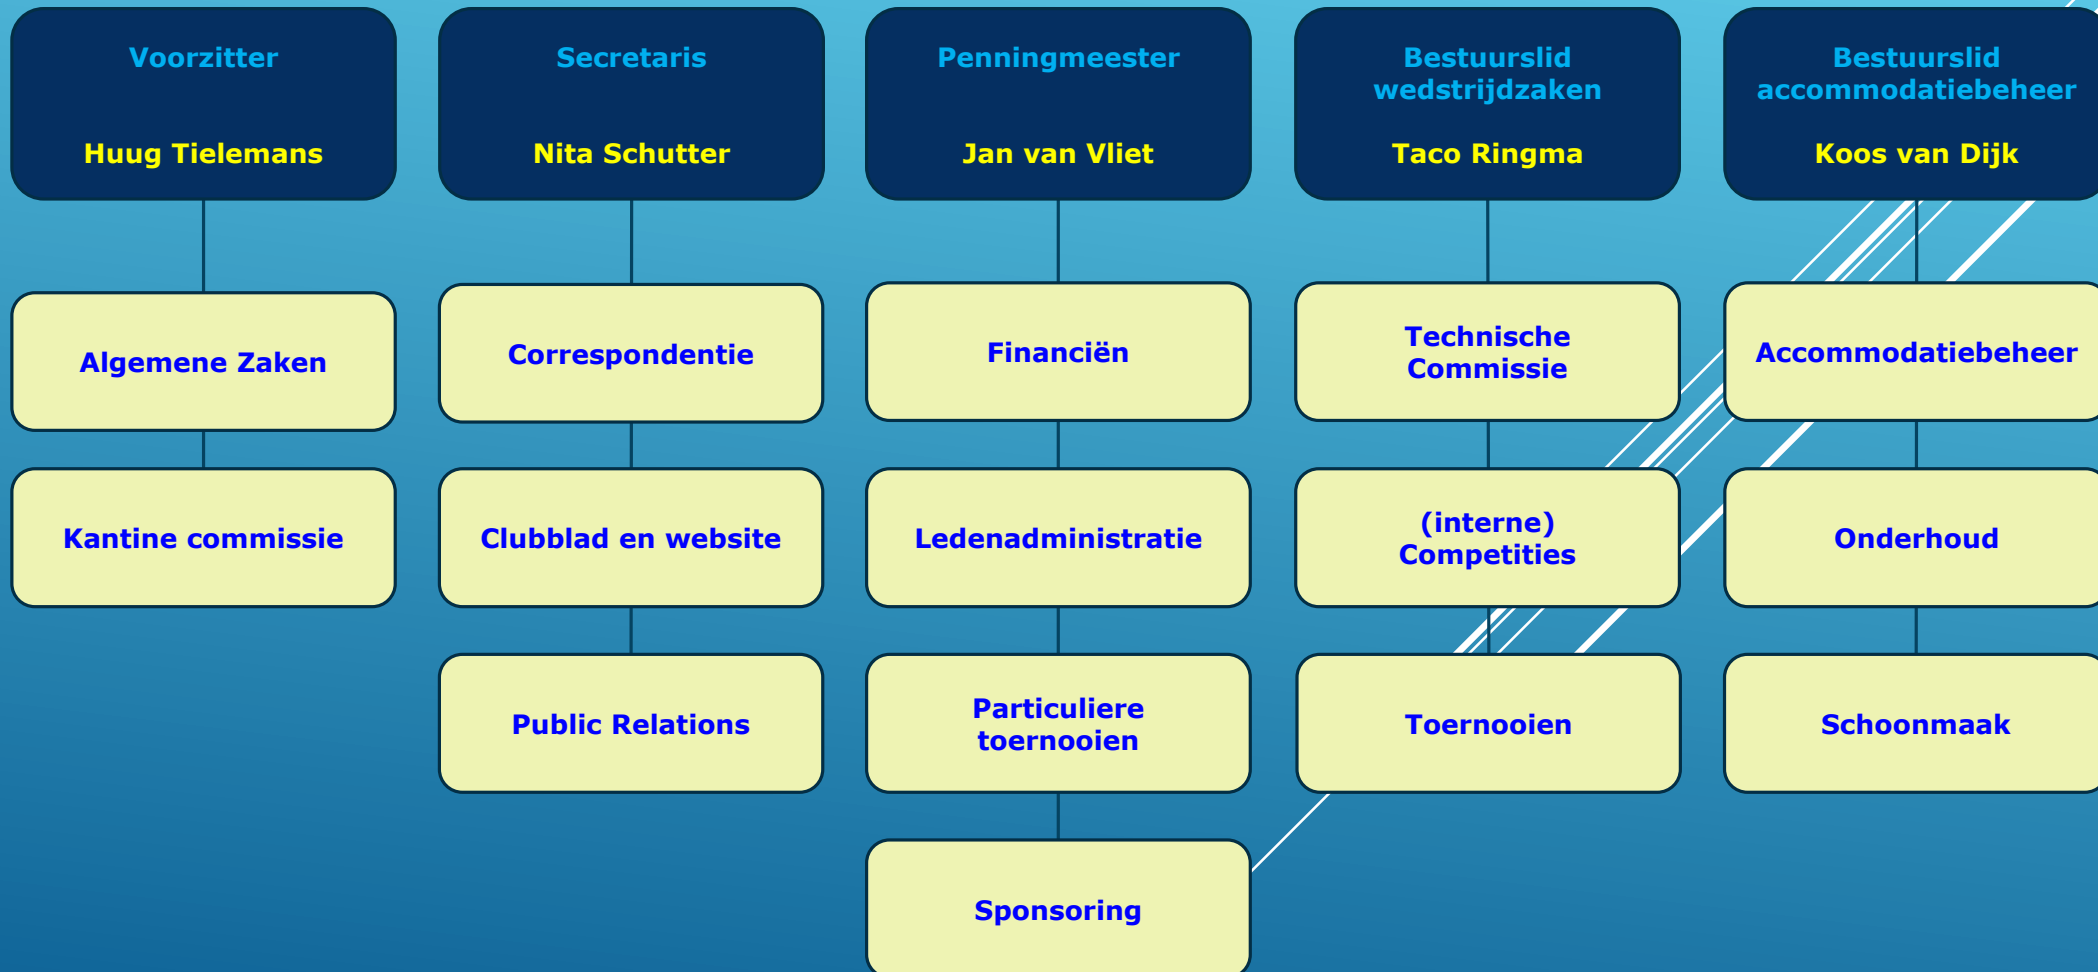 Voorzitter
Huug Tielemans
Algemene Zaken
Kantine commissie
Secretaris
Nita Schutter
Correspondentie
Clubblad en website
Public Relations
Penningmeester
Jan van Vliet
Financiën
Ledenadministratie
Particuliere
toernooien
Sponsoring
Bestuurslid
wedstrijdzaken
Taco Ringma
Technische
Commissie
(interne)
Competities
Toernooien
Bestuurslid
accommodatiebeheer
Koos van Dijk
Accommodatiebeheer
Onderhoud
Schoonmaak